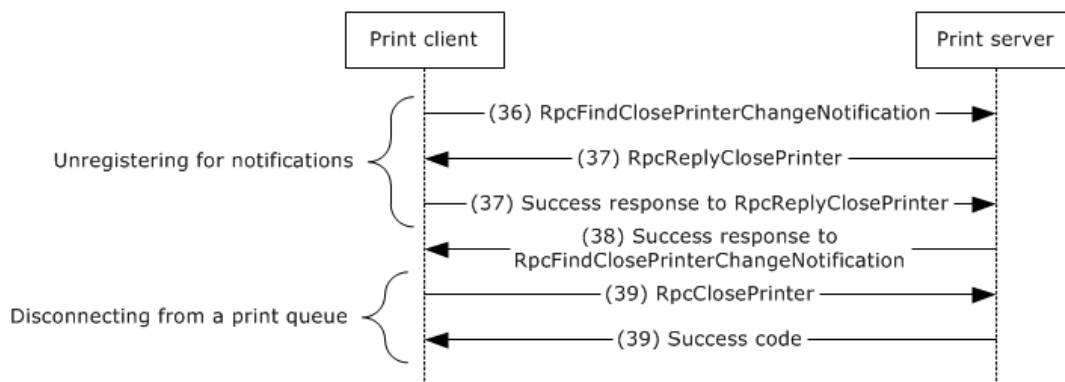 Print client
Print server
(36) RpcFindClosePrinterChangeNotification
Unregistering for notifications
(37) RpcReplyClosePrinter
(37) Success response to RpcReplyClosePrinter
(38) Success response to
RpcFindClosePrinterChangeNotification
(39) RpcClosePrinter
Disconnecting from a print queue
(39) Success code